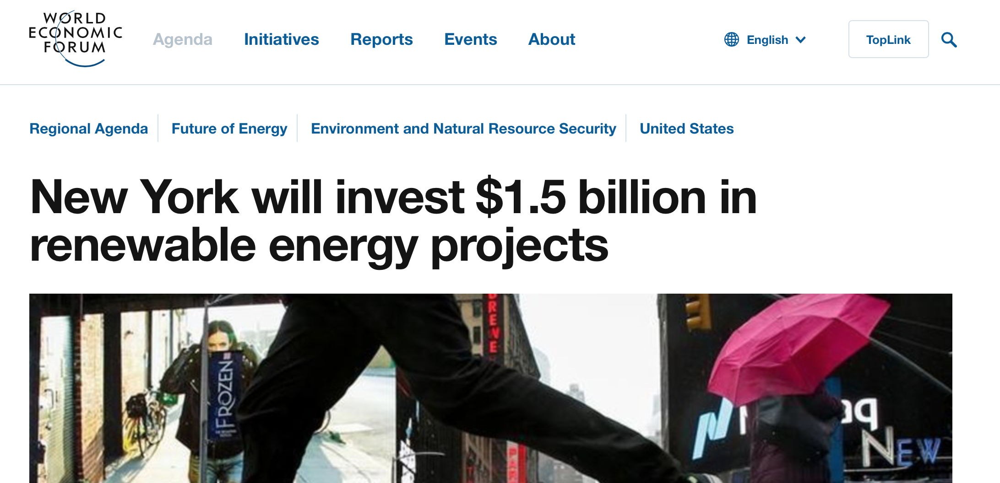 WORLD
ECONOMIC
FORUM
Agenda Initiatives Reports Events About English TopLink
Regional Agenda Future of Energy Environment and Natural Resource Security United States
New York will invest $1.5 billion in
renewable energy projects
FROZEN
NEW